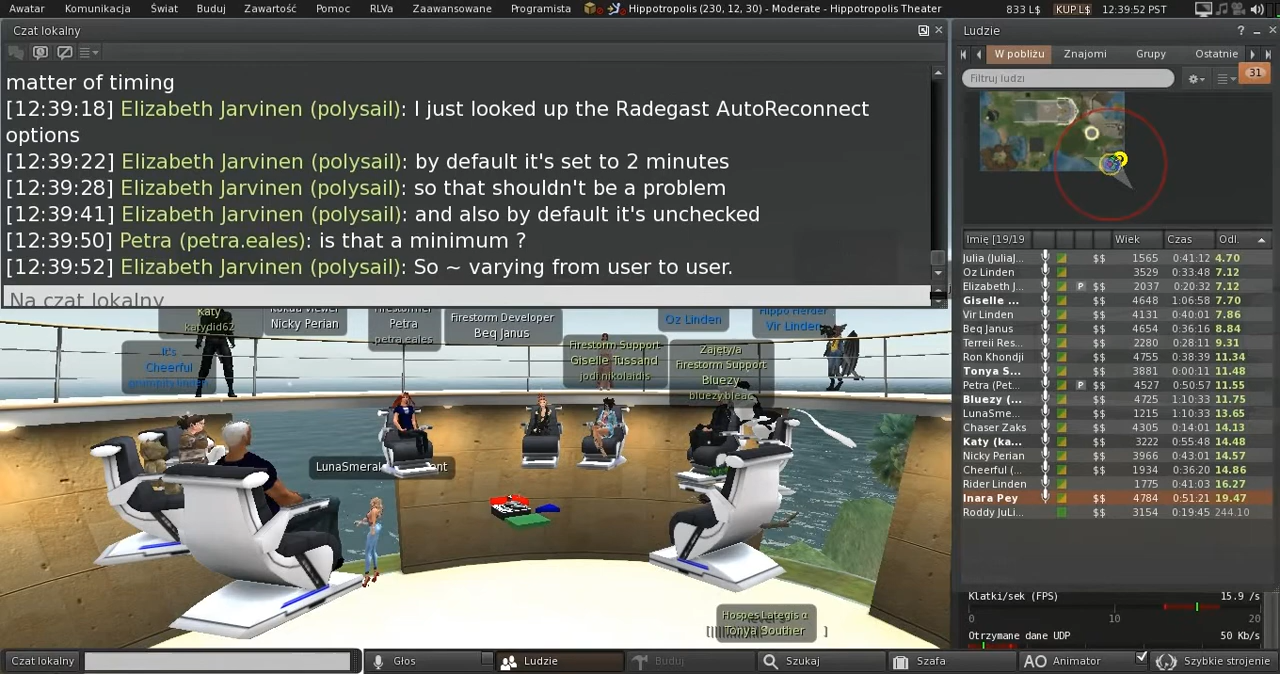 Awatar Komunikacja Świat Buduj Zawartość Pomoc RLVa Zaawansowane Programista Hippotropolis (230, 12, 30) - Moderate - Hippotropolis Theater 833 L$ KUP L$ 12:39:52 PST
Czat lokalny
matter of timing
[12:39:18] Elizabeth Jarvinen (polysail): I just looked up the Radegast AutoReconnect
options
[12:39:22] Elizabeth Jarvinen (polysail): by default it's set to 2 minutes
[12:39:28] Elizabeth Jarvinen (polysail): so that shouldn't be a problem
[12:39:41] Elizabeth Jarvinen (polysail): and also by default it's unchecked
[12:39:50] Petra (petra.eales): is that a minimum ?
[12:39:52] Elizabeth Jarvinen (polysail): So ~ varying from user to user.
Na czat lokalny
Katy
katydid62
Nicky Perian
Petra
petra.eales
Firestorm Developer
Beq Janus
Oz Linden
Hippo Herder
Vir Linden
It's
Cheerful
Firestorm Support
Giselle Tussand
jodi nikolaidis
Zajęty/a
Firestorm Support
Bluezy
bluezy.bleac
Hospes Lategis α
Tonya Souther
Ludzie
W pobliżu Znajomi Grupy Ostatnie
Filtruj ludzi
31
Imię [19/19 Wiek Czas Odl.
Julia (JuliaJ... $$ 1565 0:41:12 4.70
Oz Linden 3529 0:33:48 7.12
Elizabeth J... P $$ 2037 0:20:32 7.12
Giselle ... $$ 4648 1:06:58 7.70
Vir Linden $$ 4131 0:40:01 7.86
Beq Janus $$ 4654 0:36:16 8.84
Terreii Res... $$ 2280 0:28:11 9.31
Ron Khondji $$ 4755 0:38:39 11.34
Tonya S... $$ 3881 0:00:11 11.48
Petra (Pet... P $$ 4527 0:50:57 11.55
Bluezy (... $$ 4725 1:10:33 11.75
LunaSme... $$ 1215 1:10:33 13.65
Chaser Zaks $$ 4305 0:14:01 14.13
Katy (ka... $$ 3222 0:55:48 14.48
Nicky Perian $$ 3966 0:43:01 14.57
Cheerful (... $$ 1934 0:36:20 14.86
Rider Linden 1775 0:41:03 16.27
Inara Pey $$ 4784 0:51:21 19.47
Roddy JuLi... $$ 3154 0:19:45 244.10
Klatki/sek (FPS) 15.9 /s
0 10 20
Otrzymane dane UDP 50 Kb/s
Czat lokalny Głos Ludzie Buduj Szukaj Szafa AO Animator Szybkie strojenie